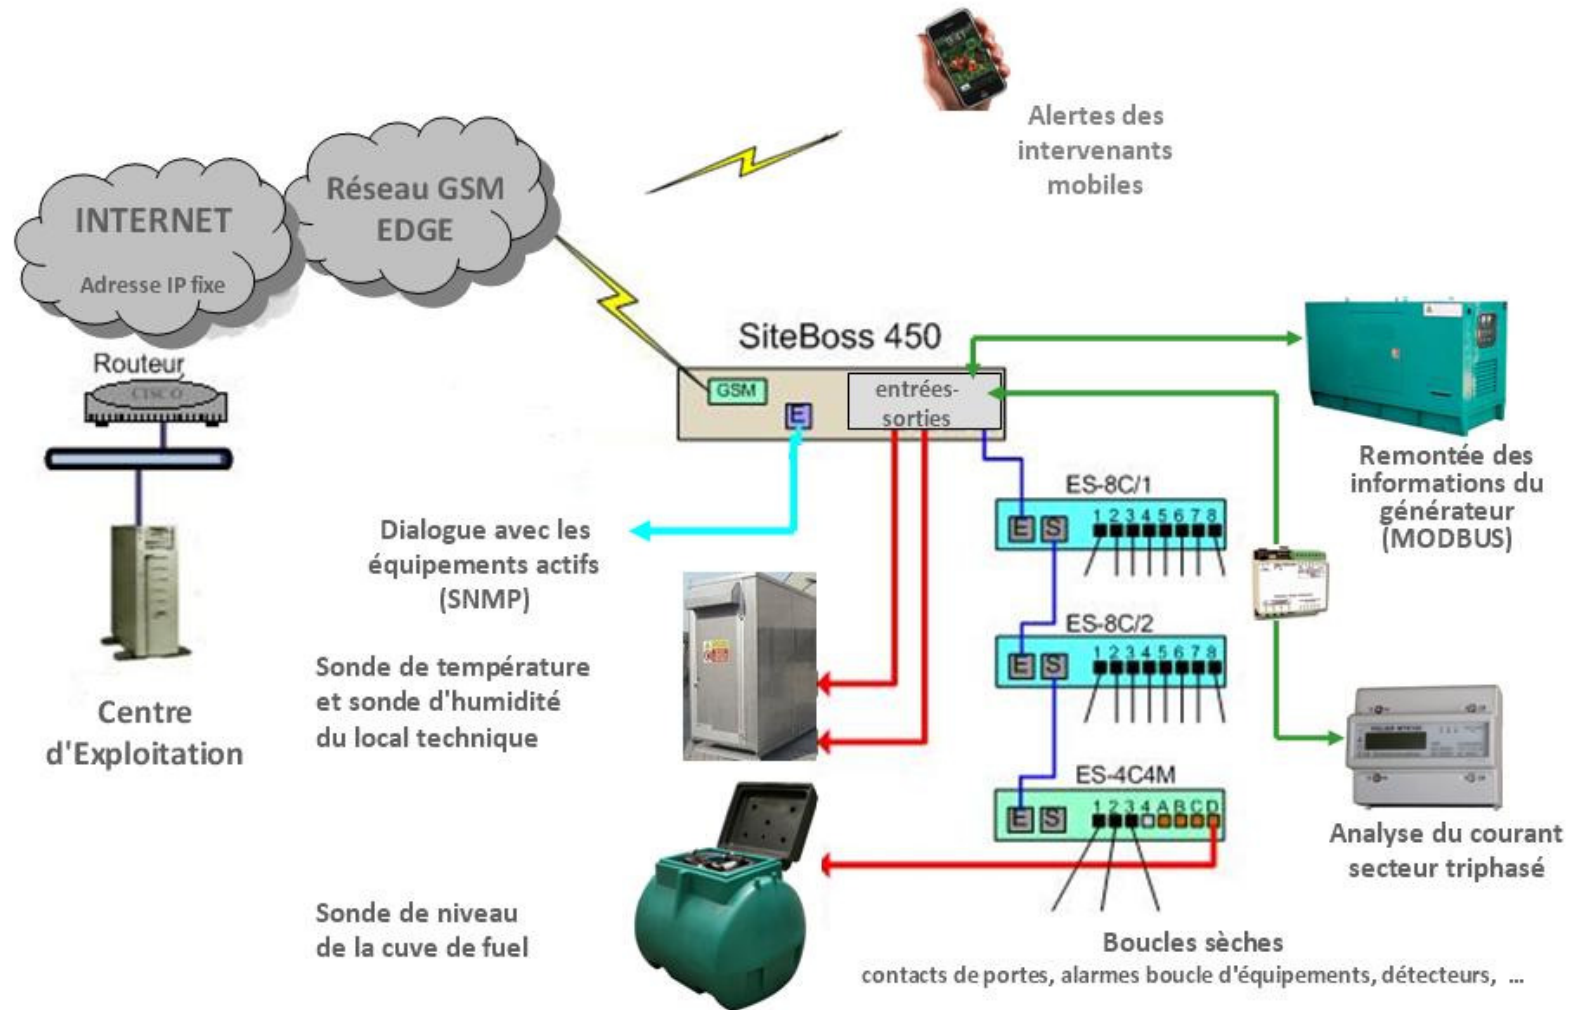 Alertes des
intervenants
mobiles
Réseau GSM
EDGE
INTERNET
Adresse IP fixe
Routeur
CISCO
SiteBoss 450
GSM
E
entrées-
sorties
Remontée des
informations du
générateur
(MODBUS)
ES-8C/1
E S 1 2 3 4 5 6 7 8
Dialogue avec les
équipements actifs
(SNMP)
ES-8C/2
E S 1 2 3 4 5 6 7 8
Sonde de température
et sonde d'humidité
du local technique
Centre
d'Exploitation
ES-4C4M
E S 1 2 3 4 A B C D
Analyse du courant
secteur triphasé
Sonde de niveau
de la cuve de fuel
Boucles sèches
contacts de portes, alarmes boucle d'équipements, détecteurs, ...